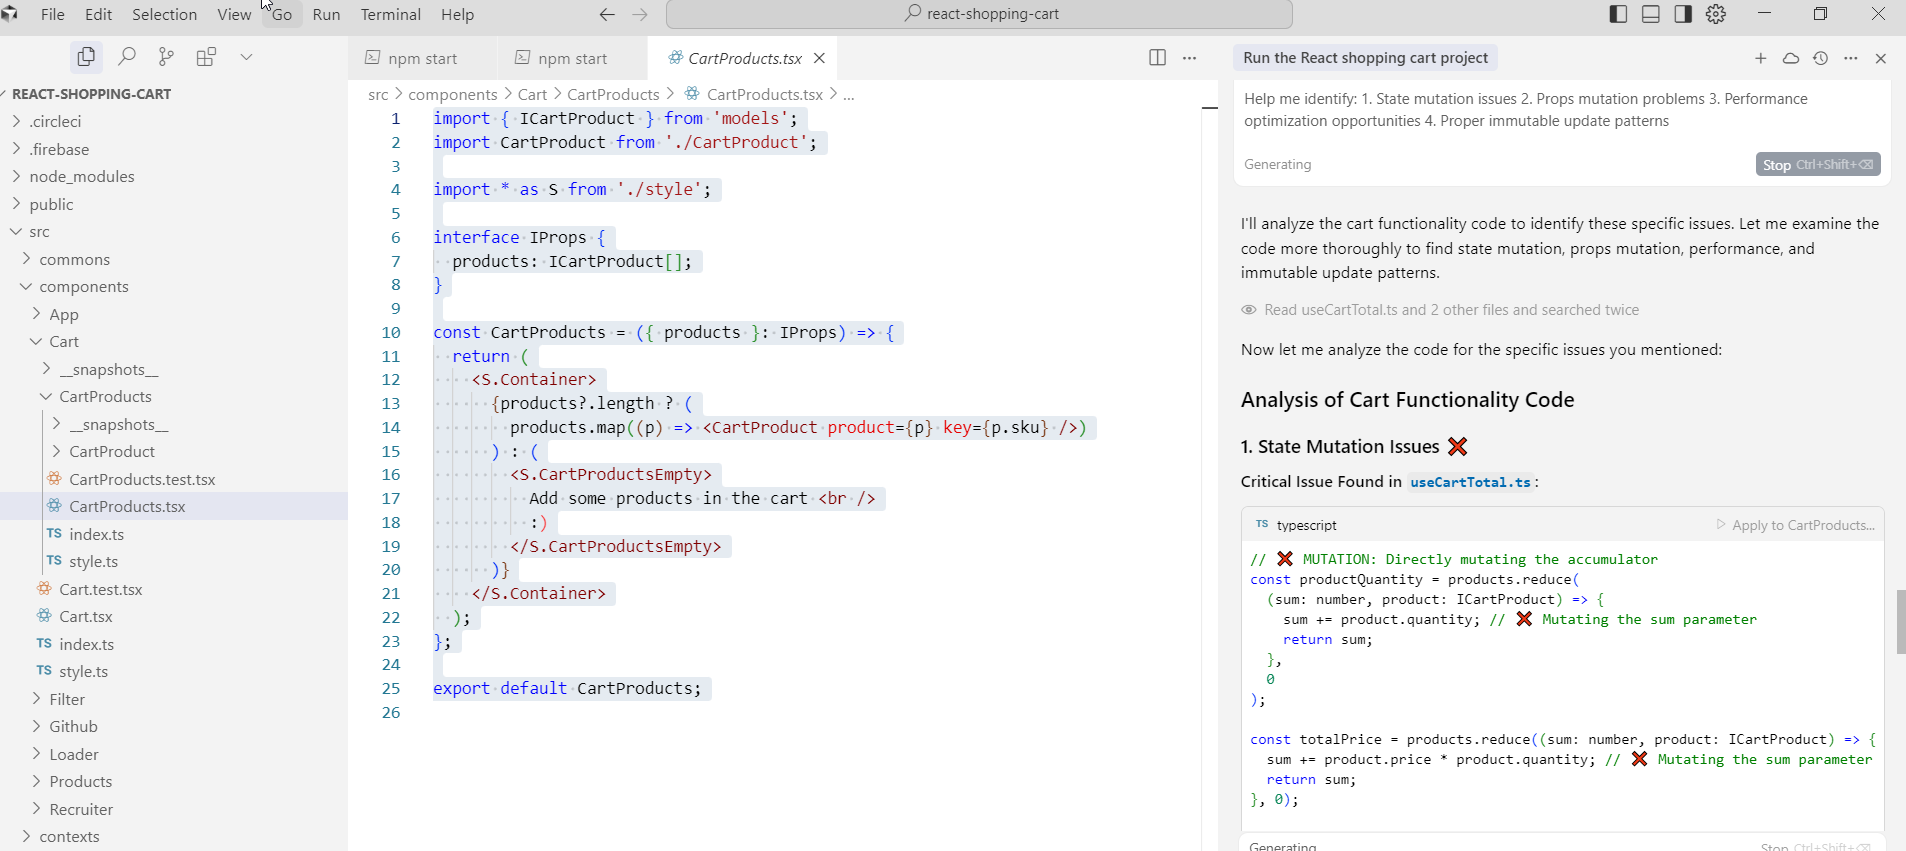 File Edit Selection View Go Run Terminal Help
react-shopping-cart
REACT-SHOPPING-CART
.circleci
.firebase
node_modules
public
src
commons
components
App
Cart
__snapshots__
CartProducts
__snapshots__
CartProduct
CartProducts.test.tsx
CartProducts.tsx
TS index.ts
TS style.ts
Cart.test.tsx
Cart.tsx
TS index.ts
TS style.ts
Filter
Github
Loader
Products
Recruiter
contexts
npm start npm start CartProducts.tsx
src > components > Cart > CartProducts > CartProducts.tsx > ...
1 import { ICartProduct } from 'models';
2 import CartProduct from './CartProduct';
3
4 import * as S from './style';
5
6 interface IProps {
7 products: ICartProduct[];
8 }
9
10 const CartProducts = ({ products }: IProps) => {
11 return (
12 <S.Container>
13 {products?.length ? (
14 products.map((p) => <CartProduct product={p} key={p.sku} />)
15 ) : (
16 <S.CartProductsEmpty>
17 Add some products in the cart <br />
18 :)
19 </S.CartProductsEmpty>
20 )}
21 </S.Container>
22 );
23 };
24
25 export default CartProducts;
26
Run the React shopping cart project
Help me identify: 1. State mutation issues 2. Props mutation problems 3. Performance
optimization opportunities 4. Proper immutable update patterns
Generating Stop Ctrl+Shift+⌫
I'll analyze the cart functionality code to identify these specific issues. Let me examine the
code more thoroughly to find state mutation, props mutation, performance, and
immutable update patterns.
Read useCartTotal.ts and 2 other files and searched twice
Now let me analyze the code for the specific issues you mentioned:
Analysis of Cart Functionality Code
1. State Mutation Issues ❌
Critical Issue Found in useCartTotal.ts:
TS typescript Apply to CartProducts...
// ❌ MUTATION: Directly mutating the accumulator
const productQuantity = products.reduce(
(sum: number, product: ICartProduct) => {
sum += product.quantity; // ❌ Mutating the sum parameter
return sum;
},
0
);
const totalPrice = products.reduce((sum: number, product: ICartProduct) => {
sum += product.price * product.quantity; // ❌ Mutating the sum parameter
return sum;
}, 0);
Generating Stop Ctrl+Shift+⌫